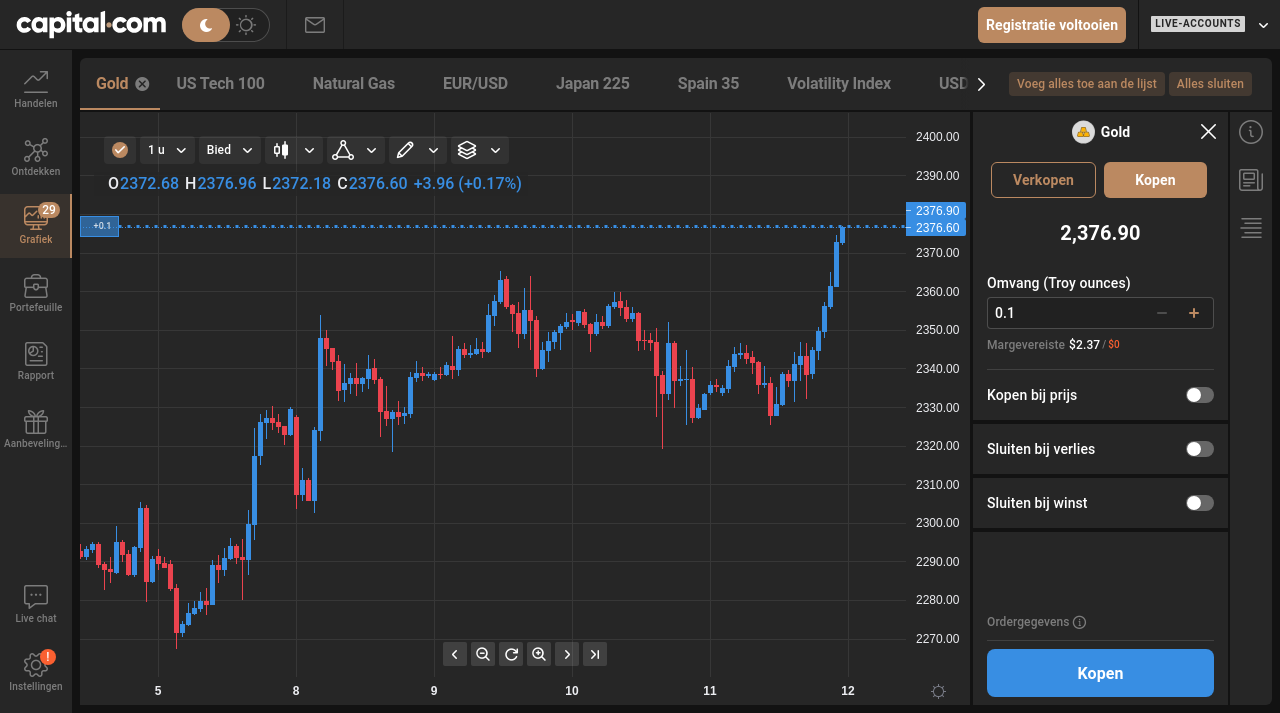 capital.com
Registratie voltooien
LIVE-ACCOUNTS
Handelen
Ontdekken
29
Grafiek
Portefeuille
Rapport
Aanbeveling...
Live chat
!
Instellingen
Gold
US Tech 100
Natural Gas
EUR/USD
Japan 225
Spain 35
Volatility Index
USD
Voeg alles toe aan de lijst
Alles sluiten
1 u
Bied
O2372.68 H2376.96 L2372.18 C2376.60 +3.96 (+0.17%)
+0.1
2400.00
2390.00
2376.90
2376.60
2370.00
2360.00
2350.00
2340.00
2330.00
2320.00
2310.00
2300.00
2290.00
2280.00
2270.00
5
8
9
10
11
12
Gold
Verkopen
Kopen
2,376.90
Omvang (Troy ounces)
0.1
Margevereiste $2.37 / $0
Kopen bij prijs
Sluiten bij verlies
Sluiten bij winst
Ordergegevens
Kopen